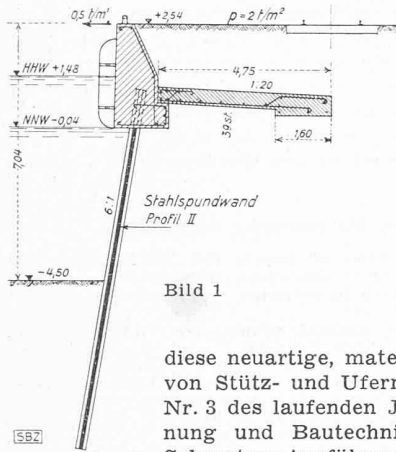 0,5 t/m¹
+2,54
p=2 t/m²
HHW +1,48
4,75
1:20
NNW -0,04
39 st.
1,60
7,04
6:1
Stahlspundwand
Profil II
-4,50
Bild 1
SBZ
diese neuartige, mate
von Stütz- und Ufern
Nr. 3 des laufenden J
nung und Bautechni